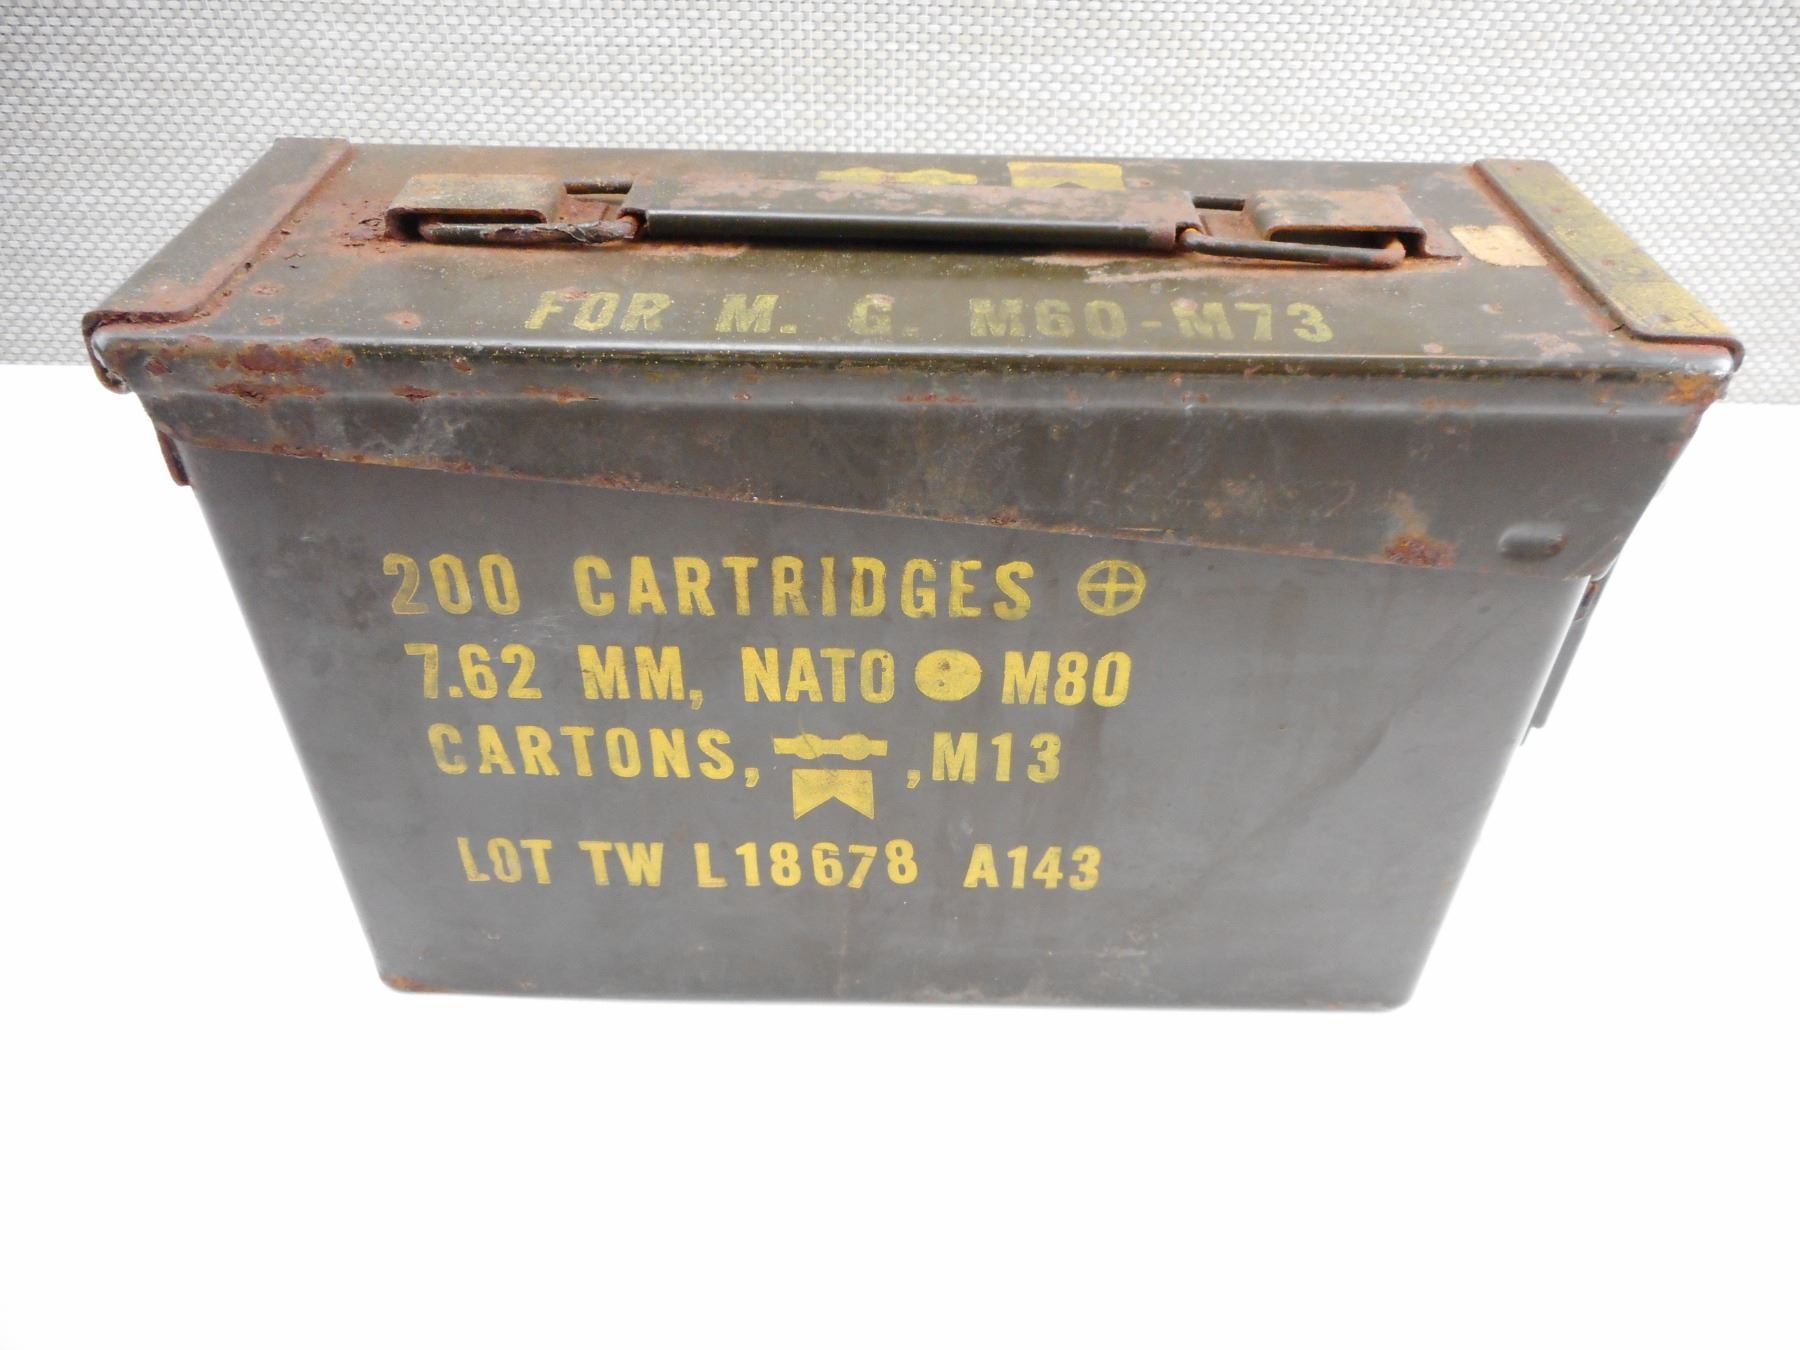 FOR M. G. M60-M73
200 CARTRIDGES
7.62 MM, NATO M80
CARTONS, , M13
LOT TW L18678 A143